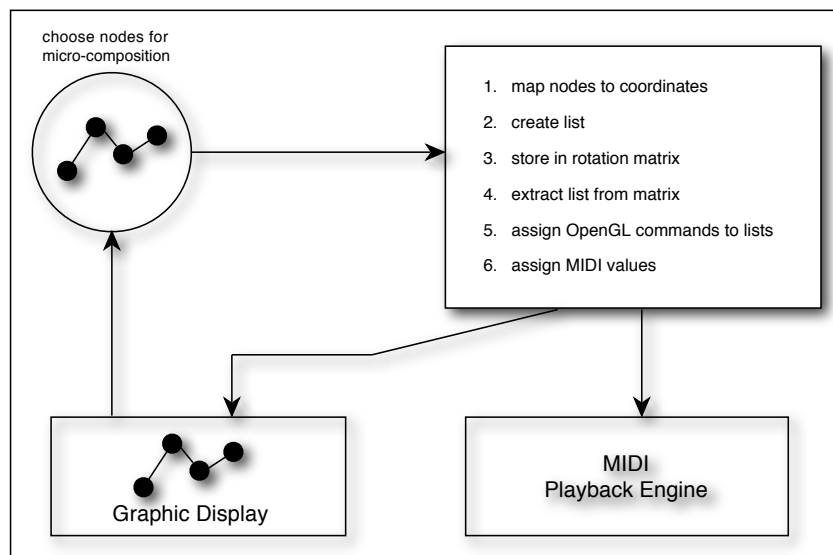 choose nodes for
micro-composition
1. map nodes to coordinates
2. create list
3. store in rotation matrix
4. extract list from matrix
5. assign OpenGL commands to lists
6. assign MIDI values
Graphic Display
MIDI
Playback Engine